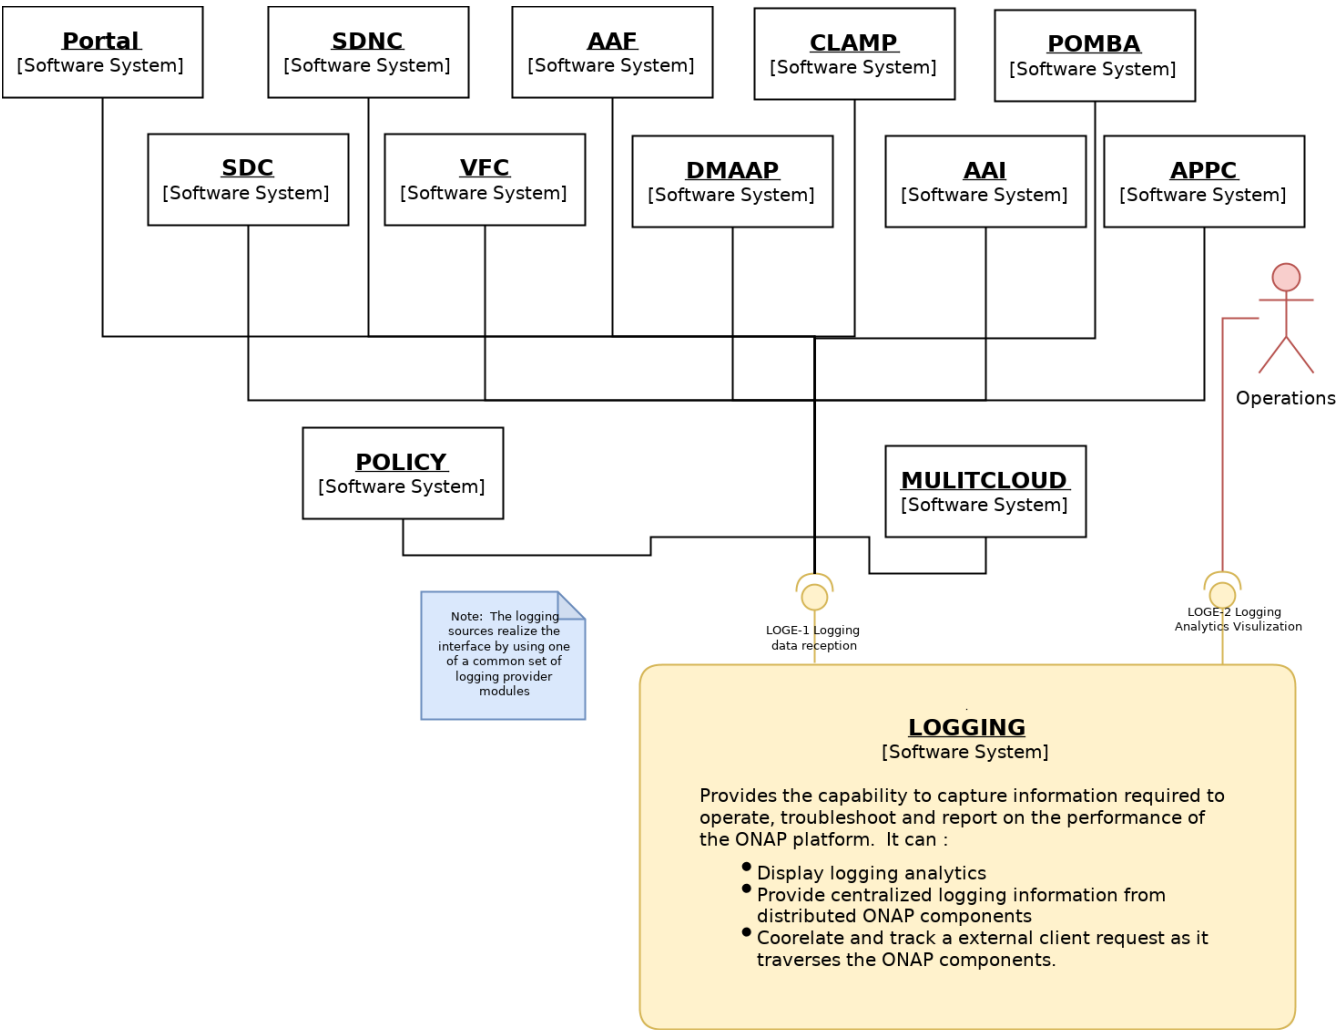 Portal
[Software System]
SDNC
[Software System]
AAF
[Software System]
CLAMP
[Software System]
POMBA
[Software System]
SDC
[Software System]
VFC
[Software System]
DMAAP
[Software System]
AAI
[Software System]
APPC
[Software System]
Operations
POLICY
[Software System]
MULITCLOUD
[Software System]
Note:  The logging
sources realize the
interface by using one
of a common set of
logging provider
modules
LOGE-1 Logging
data reception
LOGE-2 Logging
Analytics Visulization
.
LOGGING
[Software System]
Provides the capability to capture information required to
operate, troubleshoot and report on the performance of
the ONAP platform.  It can :
• Display logging analytics
• Provide centralized logging information from
distributed ONAP components
• Coorelate and track a external client request as it
traverses the ONAP components.